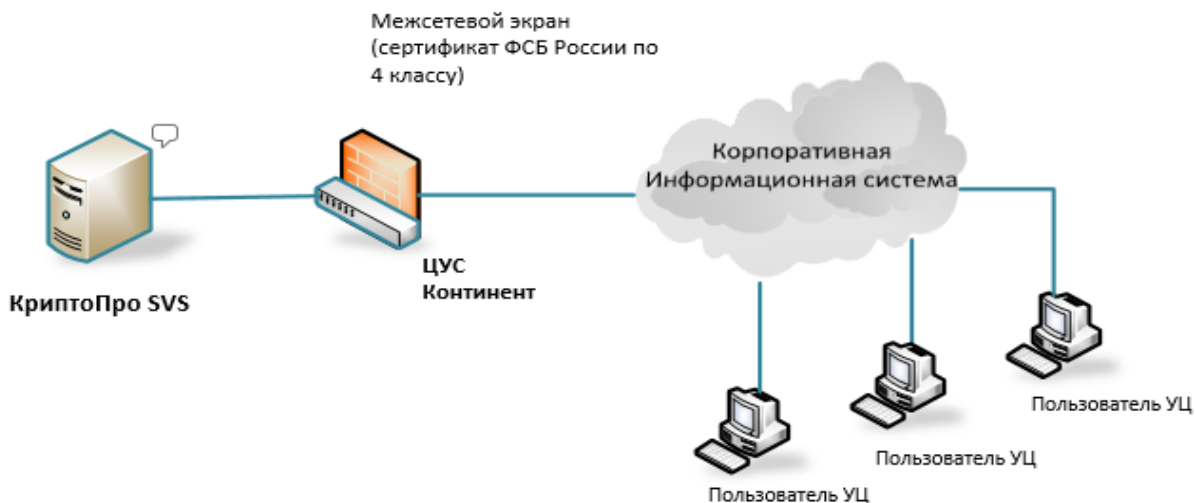 Межсетевой экран
(сертификат ФСБ России по
4 классу)
Корпоративная
Информационная система
ЦУС
Континент
КриптоПро SVS
Пользователь УЦ
Пользователь УЦ
Пользователь УЦ